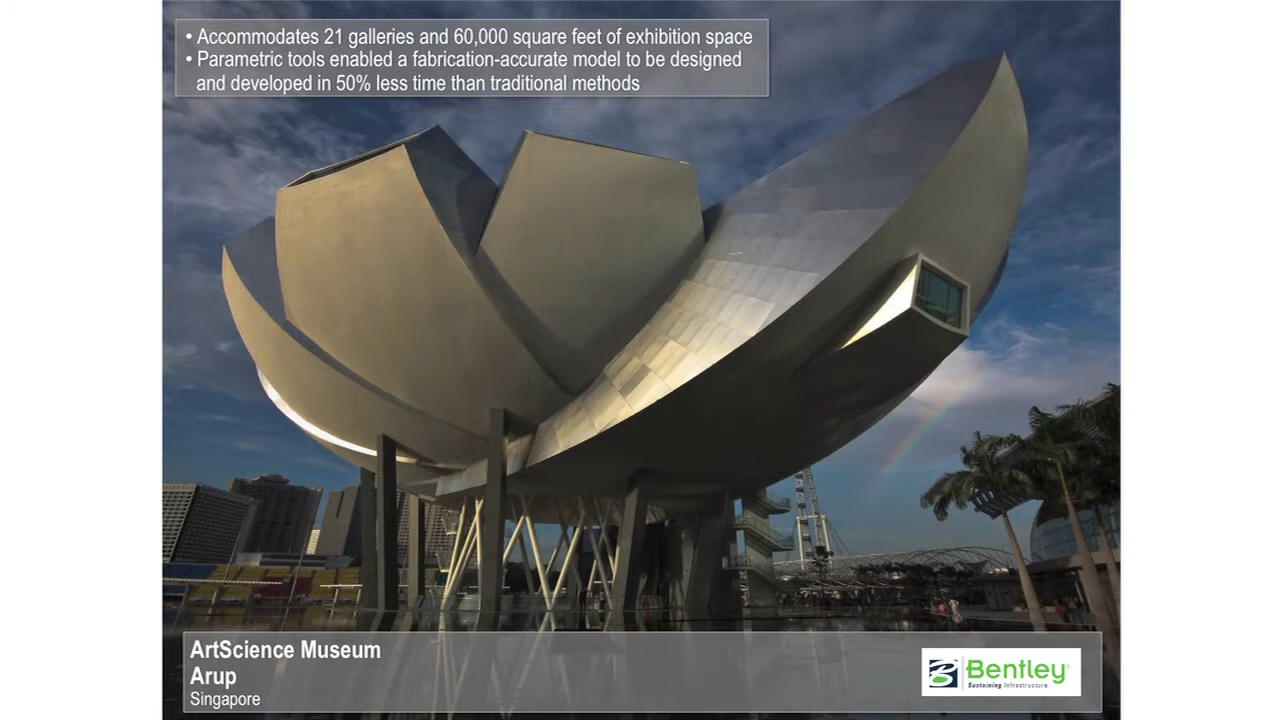 • Accommodates 21 galleries and 60,000 square feet of exhibition space
• Parametric tools enabled a fabrication-accurate model to be designed
and developed in 50% less time than traditional methods
ArtScience Museum
Arup
Singapore
Bentley®
Sustaining Infrastructure